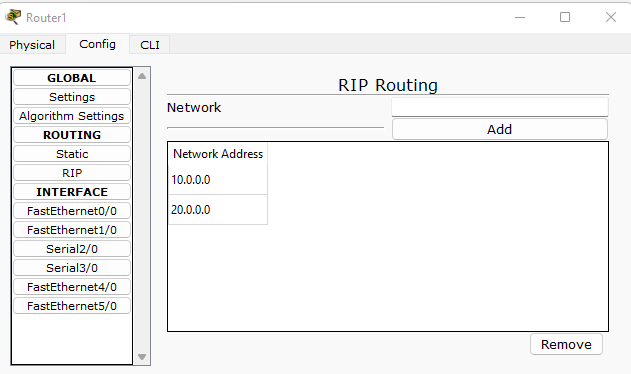 Router1
Physical
Config
CLI
GLOBAL
Settings
Algorithm Settings
ROUTING
Static
RIP
INTERFACE
FastEthernet0/0
FastEthernet1/0
Serial2/0
Serial3/0
FastEthernet4/0
FastEthernet5/0
RIP Routing
Network
Add
Network Address
10.0.0.0
20.0.0.0
Remove